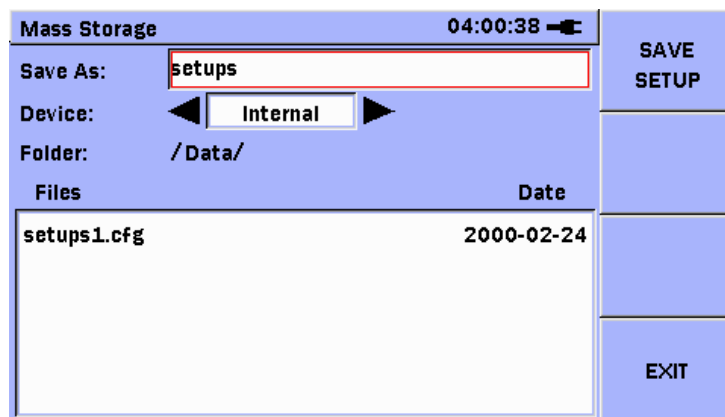 Mass Storage 04:00:38
SAVE SETUP
Save As: setups
Device: Internal
Folder: /Data/
Files Date
setups1.cfg 2000-02-24
EXIT